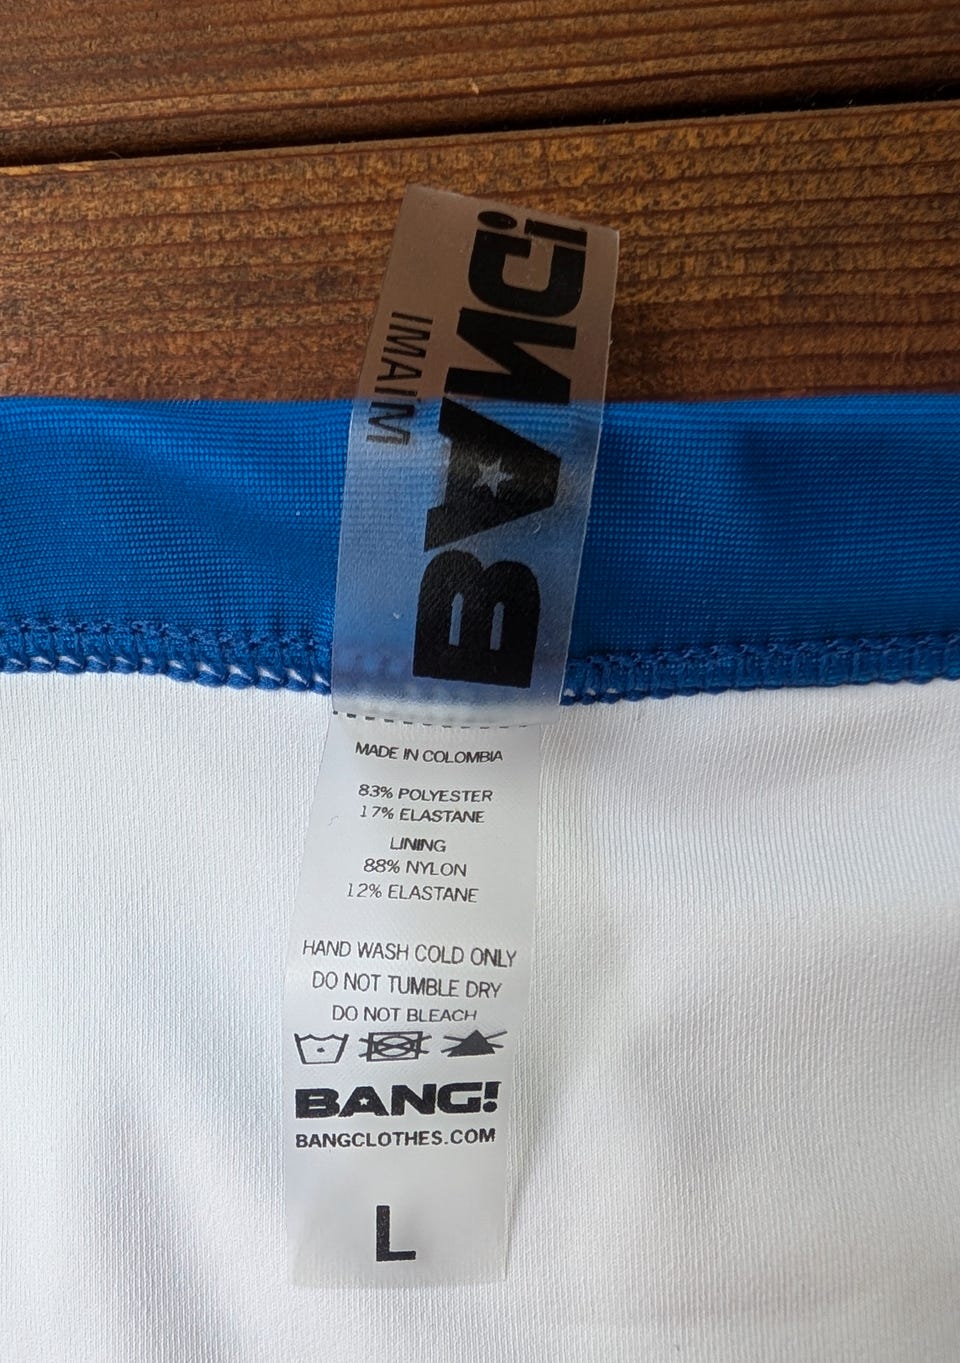 BANG!
MIAMI
MADE IN COLOMBIA
83% POLYESTER
17% ELASTANE
LINING
88% NYLON
12% ELASTANE
HAND WASH COLD ONLY
DO NOT TUMBLE DRY
DO NOT BLEACH
BANG!
BANGCLOTHES.COM
L